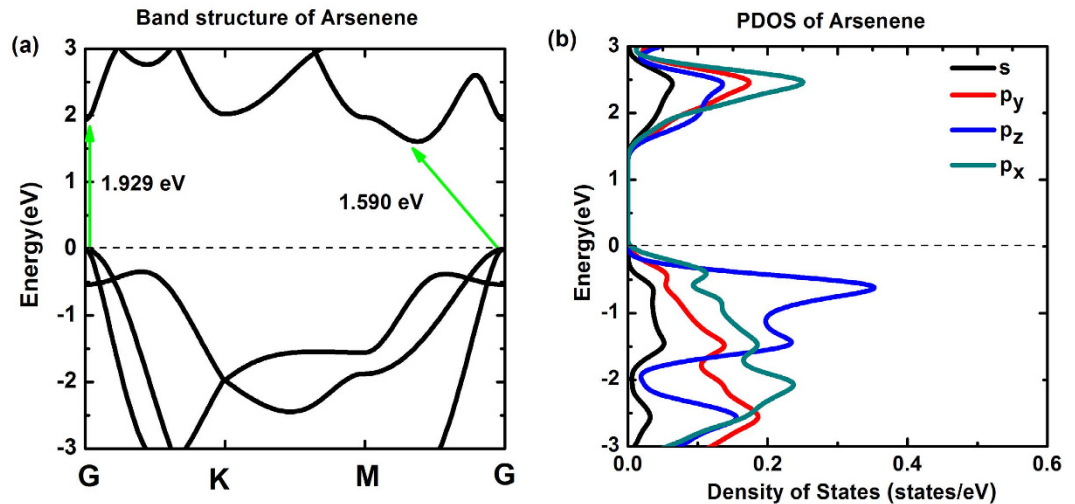 Band structure of Arsenene
(a)
Energy(eV)
3
2
1
0
-1
-2
-3
1.929 eV
1.590 eV
G
K
M
G
PDOS of Arsenene
(b)
Energy(eV)
3
2
1
0
-1
-2
-3
s
py
pz
px
0.0
0.2
0.4
0.6
Density of States (states/eV)